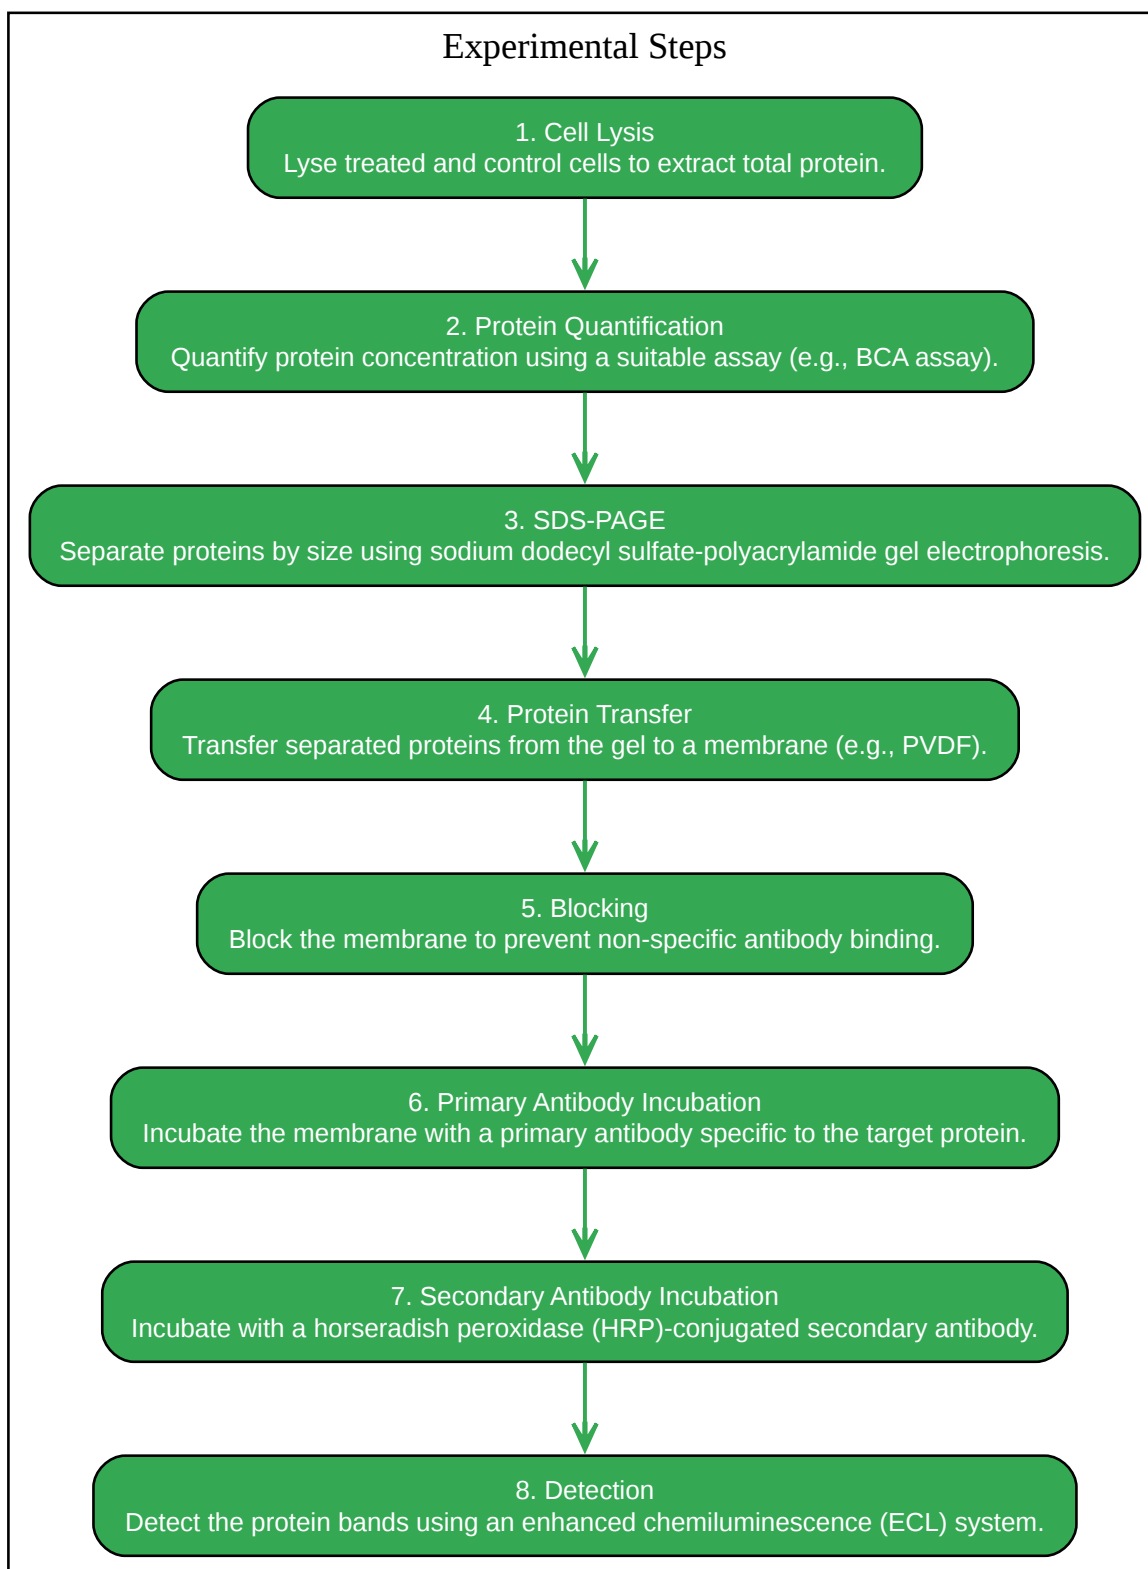 Experimental Steps
1. Cell Lysis
Lyse treated and control cells to extract total protein.
2. Protein Quantification
Quantify protein concentration using a suitable assay (e.g., BCA assay).
3. SDS-PAGE
Separate proteins by size using sodium dodecyl sulfate-polyacrylamide gel electrophoresis.
4. Protein Transfer
Transfer separated proteins from the gel to a membrane (e.g., PVDF).
5. Blocking
Block the membrane to prevent non-specific antibody binding.
6. Primary Antibody Incubation
Incubate the membrane with a primary antibody specific to the target protein.
7. Secondary Antibody Incubation
Incubate with a horseradish peroxidase (HRP)-conjugated secondary antibody.
8. Detection
Detect the protein bands using an enhanced chemiluminescence (ECL) system.